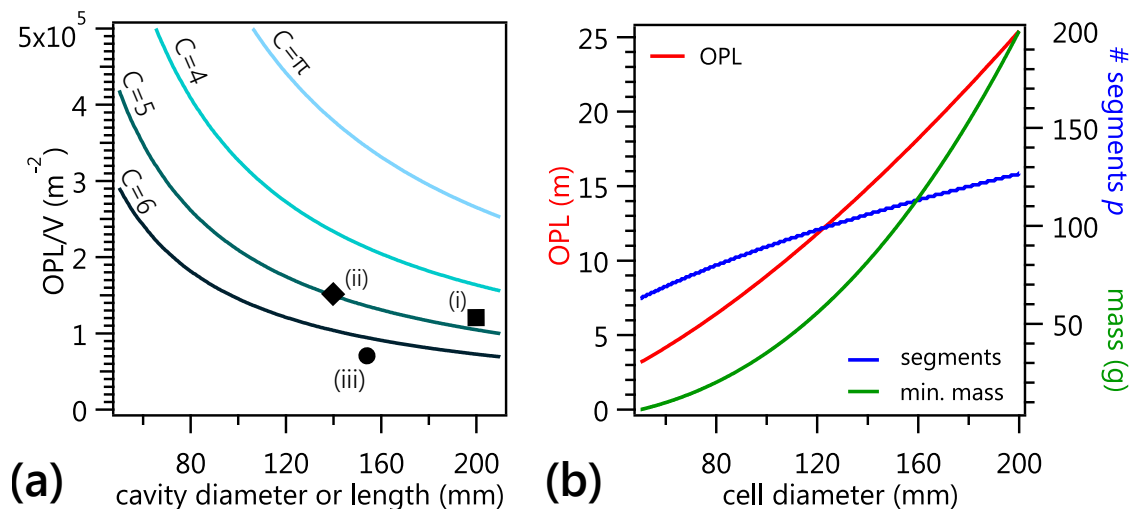 5x10⁵
4
3
2
1
0
OPL/V (m⁻²)
C=π
C=4
C=5
C=6
(i)
(ii)
(iii)
80 120 160 200
cavity diameter or length (mm)
(a)
25
20
15
10
5
0
OPL (m)
OPL
segments
min. mass
200
150
100
50
# segments p
mass (g)
80 120 160 200
cell diameter (mm)
(b)